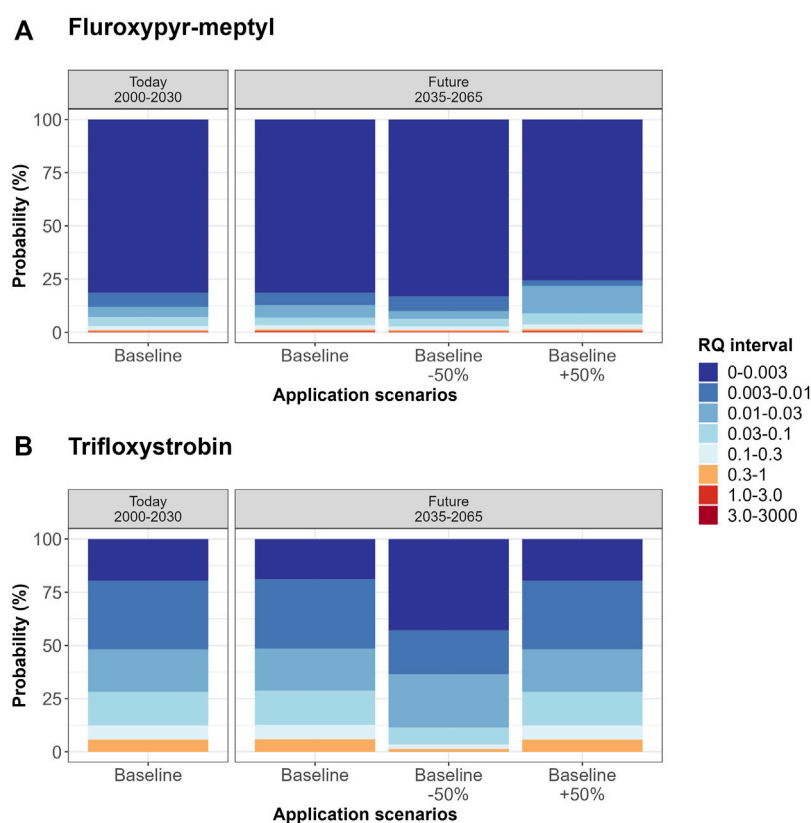 A Fluroxypyr-meptyl
Today
2000-2030
Future
2035-2065
Probability (%)
100
75
50
25
0
Baseline
Baseline
Baseline
-50%
Baseline
+50%
Application scenarios
B Trifloxystrobin
Today
2000-2030
Future
2035-2065
Probability (%)
100
75
50
25
0
Baseline
Baseline
Baseline
-50%
Baseline
+50%
Application scenarios
RQ interval
0-0.003
0.003-0.01
0.01-0.03
0.03-0.1
0.1-0.3
0.3-1
1.0-3.0
3.0-3000